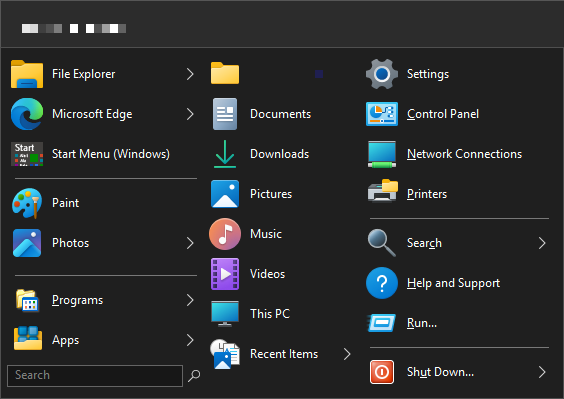 File Explorer
Microsoft Edge
Start Menu (Windows)
Paint
Photos
Programs
Apps
Search
Documents
Downloads
Pictures
Music
Videos
This PC
Recent Items
Settings
Control Panel
Network Connections
Printers
Search
Help and Support
Run...
Shut Down...